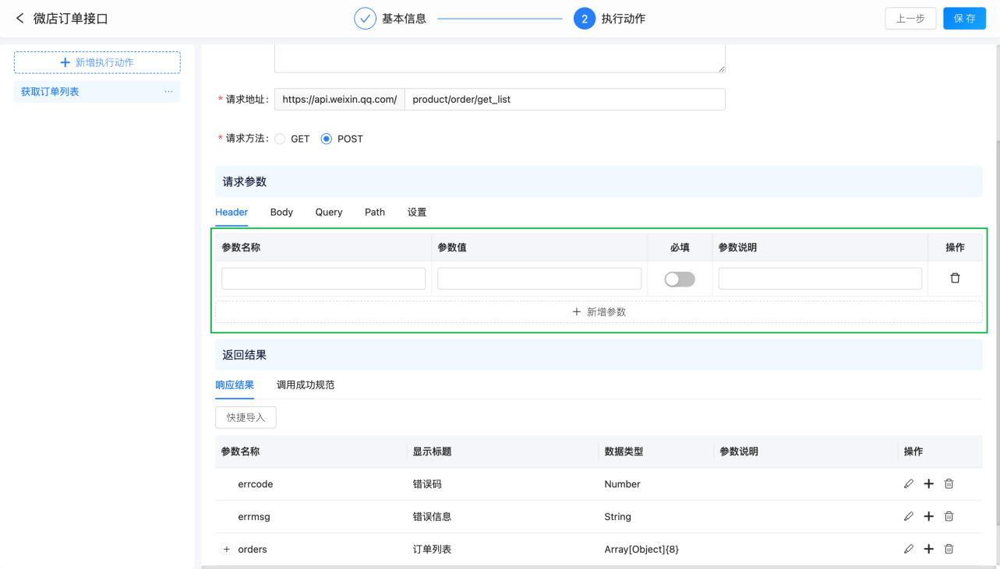 微店订单接口
基本信息
2 执行动作
上一步
保 存
新增执行动作
获取订单列表 ···
* 请求地址: https://api.weixin.qq.com/ product/order/get_list
* 请求方法: GET POST
请求参数
Header Body Query Path 设置
参数名称 参数值 必填 参数说明 操作
+ 新增参数
返回结果
响应结果 调用成功规范
快捷导入
参数名称 显示标题 数据类型 参数说明 操作
errcode 错误码 Number
errmsg 错误信息 String
+ orders 订单列表 Array[Object]{8}